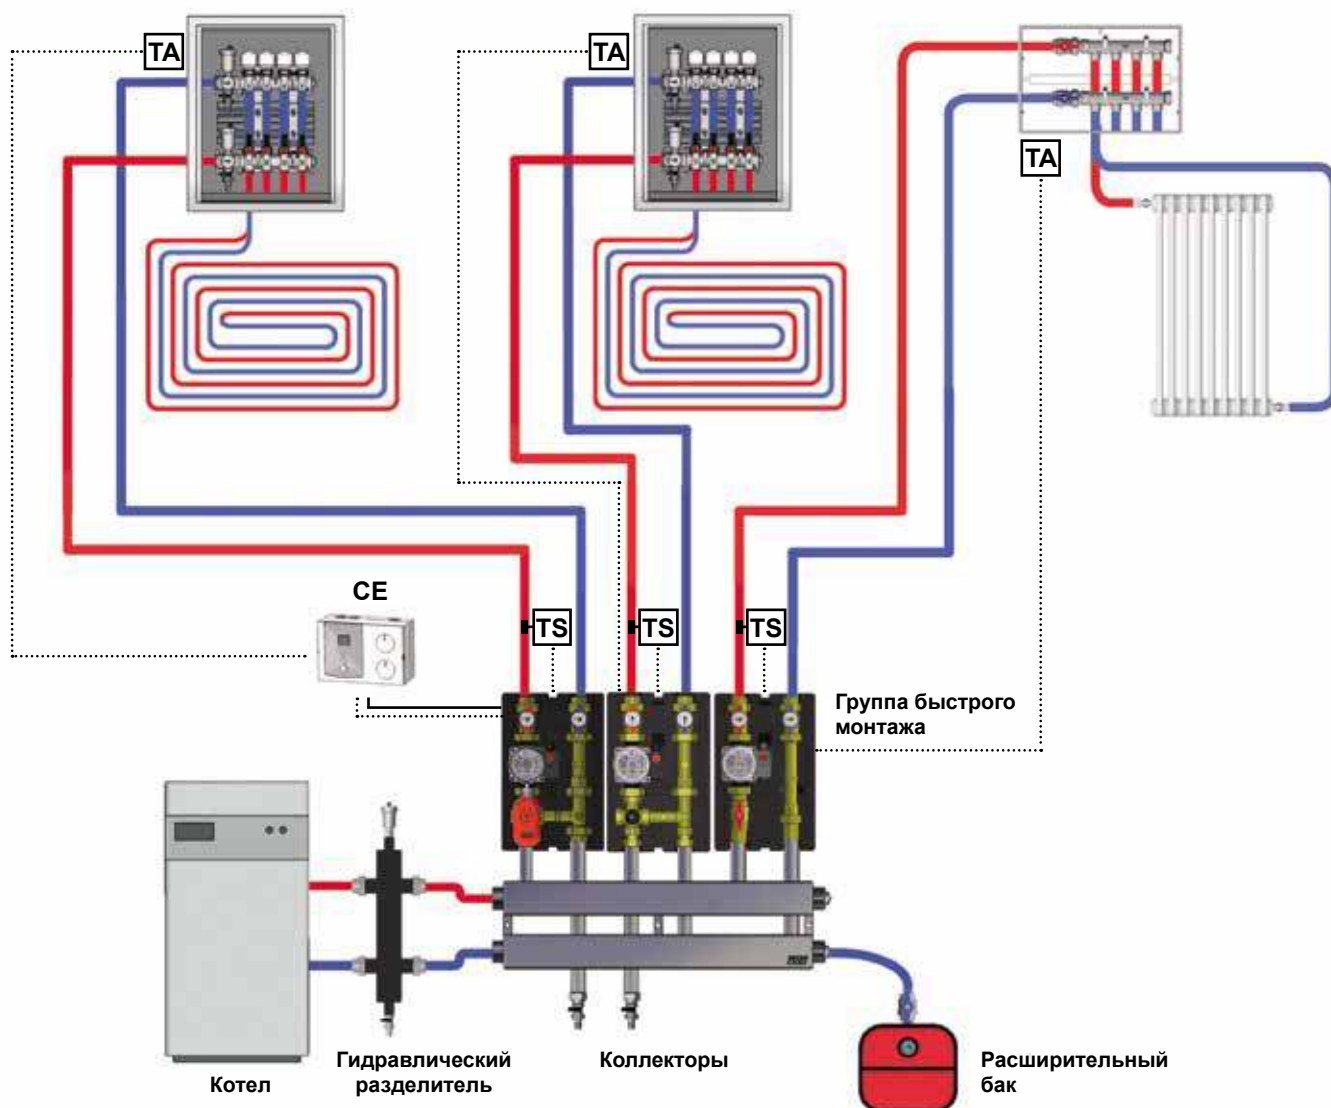 TA
TA
TA
CE
TS
TS
TS
Группа быстрого
монтажа
Котел
Гидравлический
разделитель
Коллекторы
Расширительный
бак